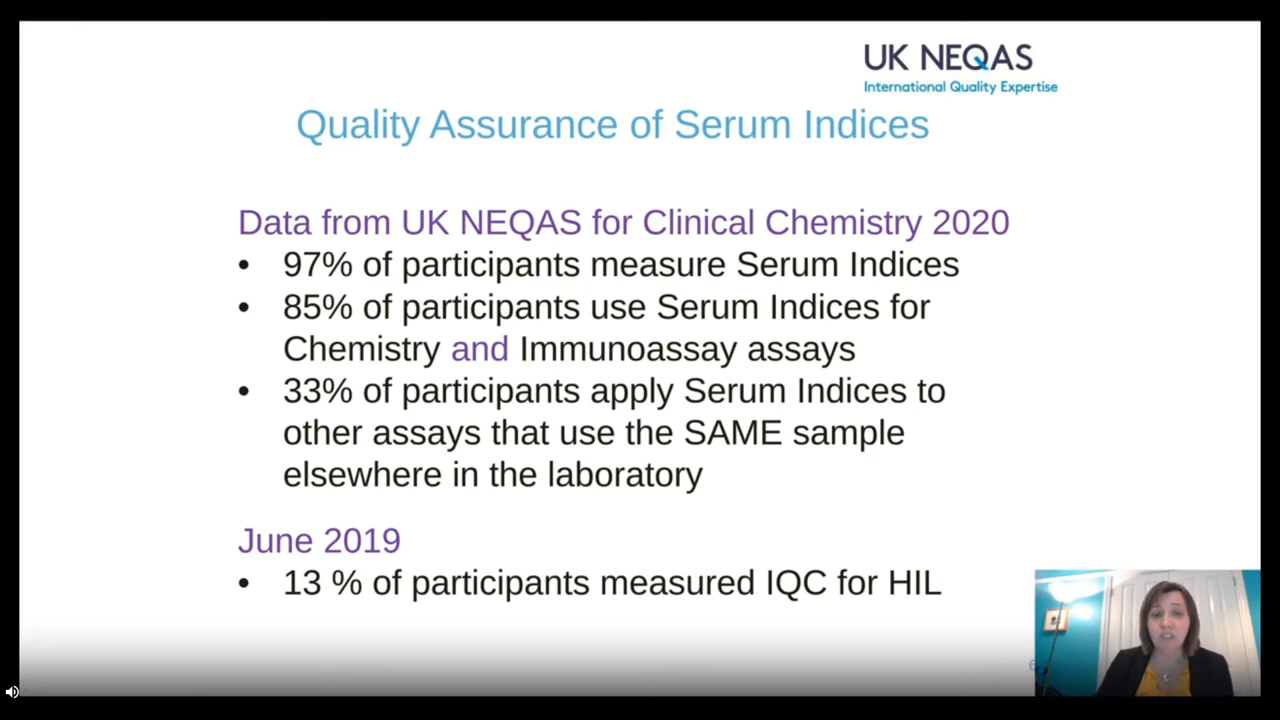 UK NEQAS
International Quality Expertise
Quality Assurance of Serum Indices
Data from UK NEQAS for Clinical Chemistry 2020
• 97% of participants measure Serum Indices
• 85% of participants use Serum Indices for
Chemistry and Immunoassay assays
• 33% of participants apply Serum Indices to
other assays that use the SAME sample
elsewhere in the laboratory
June 2019
• 13 % of participants measured IQC for HIL